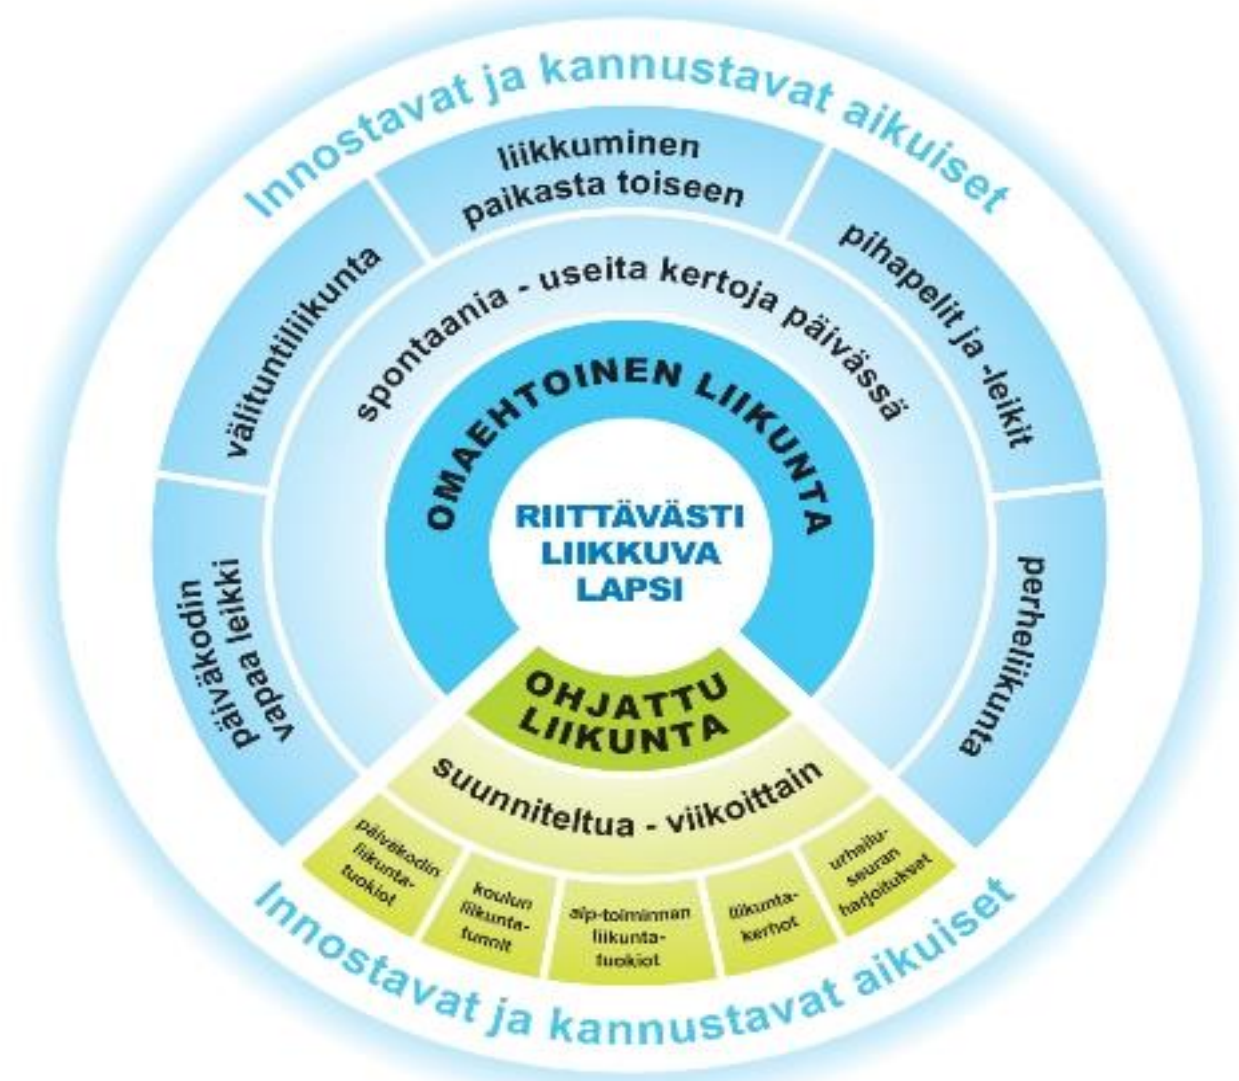 Innostavat ja kannustavat aikuiset
liikkuminen
paikasta toiseen
pihapelit ja -leikit
välituntiliikunta
spontaania - useita kertoja päivässä
OMAEHTOINEN LIIKUNTA
RIITTÄVÄSTI
LIIKKUVA
LAPSI
päiväkodin
vapaa leikki
perheliikunta
OHJATTU
LIIKUNTA
suunniteltua - viikoittain
päiväkodin
liikunta-
tuokiot
koulun
liikunta-
tunnit
aip-toiminnan
liikunta-
tuokiot
liikunta-
kerhot
urheilu-
seuran
harjoitukset
Innostavat ja kannustavat aikuiset